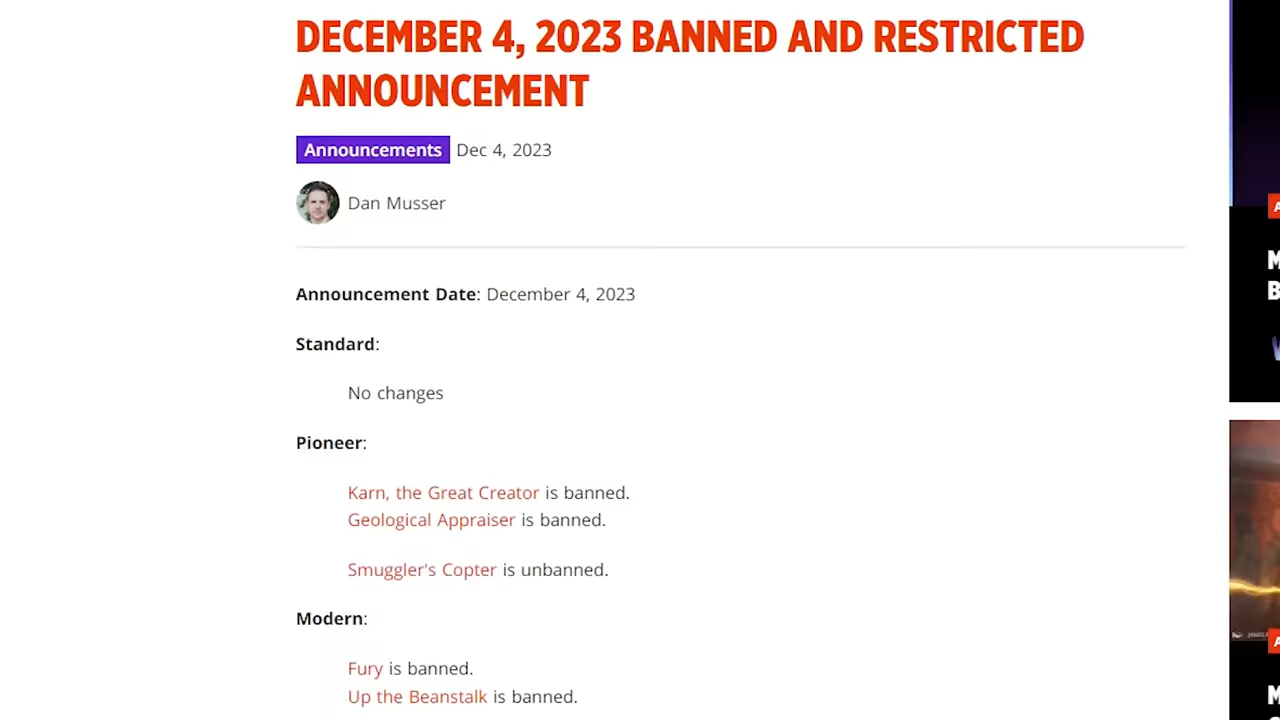 DECEMBER 4, 2023 BANNED AND RESTRICTED
ANNOUNCEMENT
Announcements Dec 4, 2023
Dan Musser
Announcement Date: December 4, 2023
Standard:
No changes
Pioneer:
Karn, the Great Creator is banned.
Geological Appraiser is banned.
Smuggler's Copter is unbanned.
Modern:
Fury is banned.
Up the Beanstalk is banned.